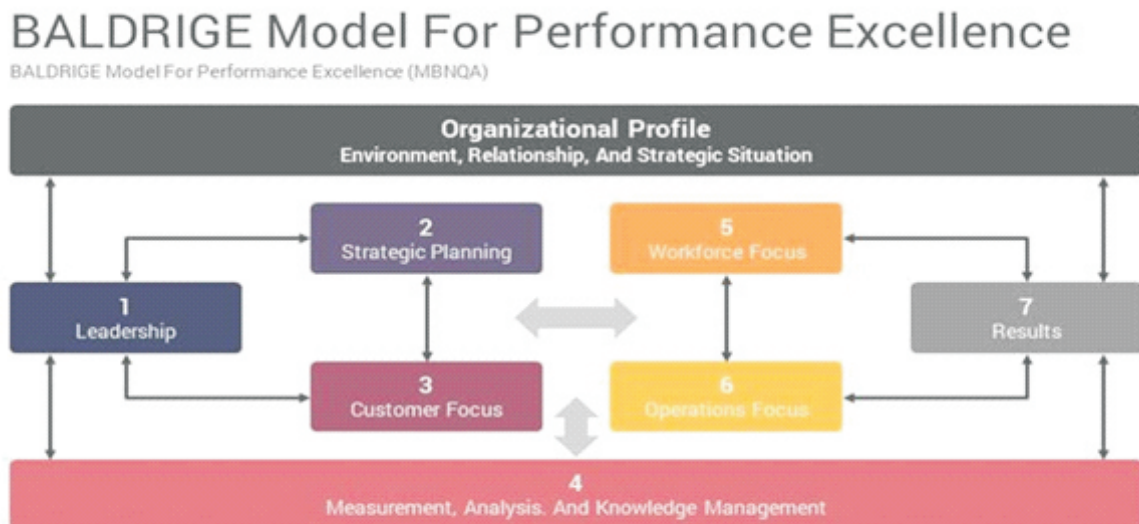 BALDRIGE Model For Performance Excellence
BALDRIGE Model For Performance Excellence (MBNQA)
Organizational Profile
Environment, Relationship, And Strategic Situation
2
Strategic Planning
5
Workforce Focus
1
Leadership
7
Results
3
Customer Focus
6
Operations Focus
4
Measurement, Analysis. And Knowledge Management